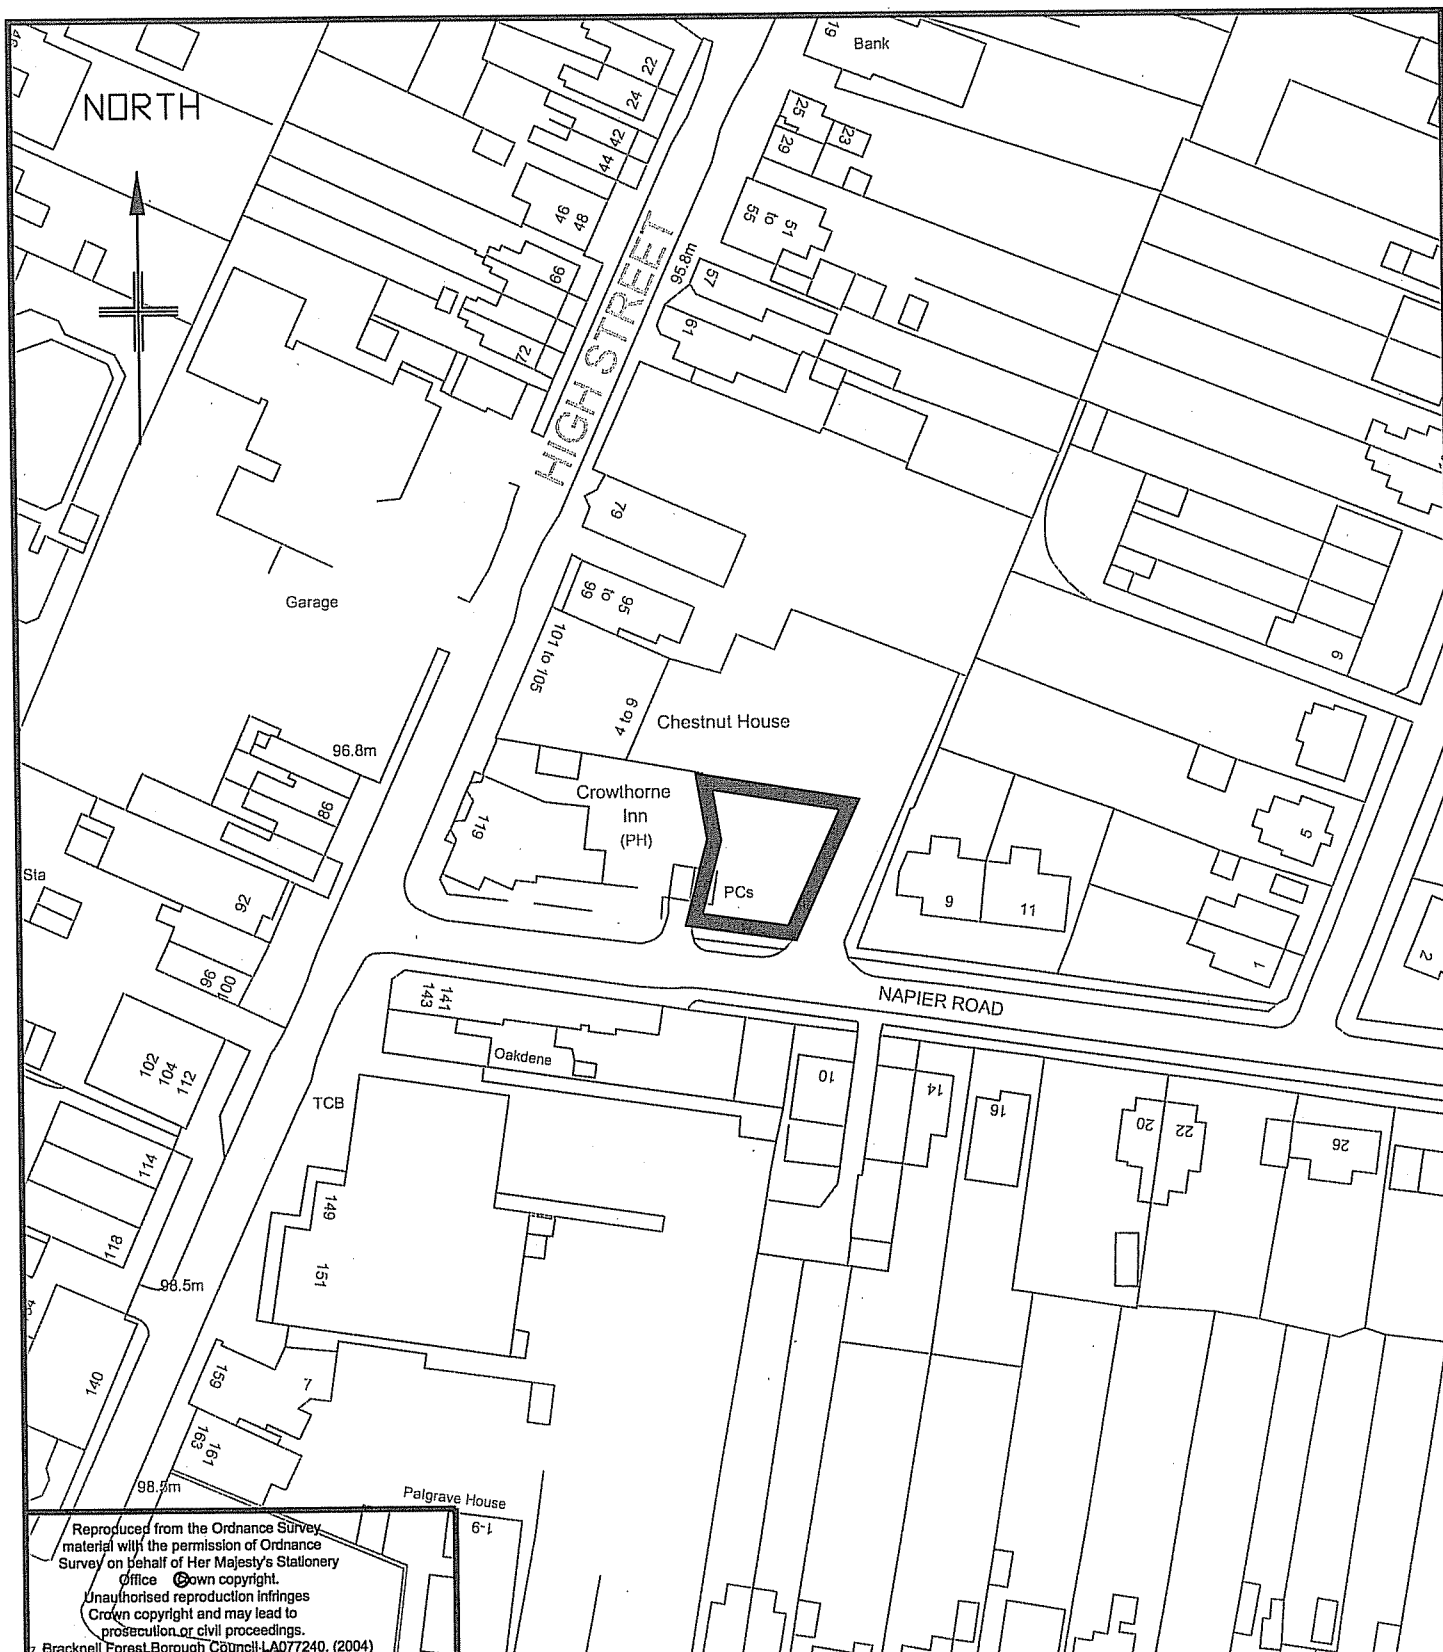 NORTH
22
24
42
44
46
48
66
72
19
Bank
25
23
29
51
to
55
95.8m
57
61
HIGH STREET
79
Garage
95
to
99
101 to 105
4 to 6
Chestnut House
6
96.8m
88
Crowthorne
Inn
(PH)
119
PCs
5
9
11
1
2
Sta
92
96
100
NAPIER ROAD
141
143
Oakdene
10
14
16
20
22
26
102
104
112
TCB
114
118
149
151
98.5m
140
159
7
161
163
98.5m
Palgrave House
1-9
Reproduced from the Ordnance Survey
material with the permission of Ordnance
Survey on behalf of Her Majesty's Stationery
Office © Crown copyright.
Unauthorised reproduction infringes
Crown copyright and may lead to
prosecution or civil proceedings.
Bracknell Forest Borough Council LA077240. (2004)